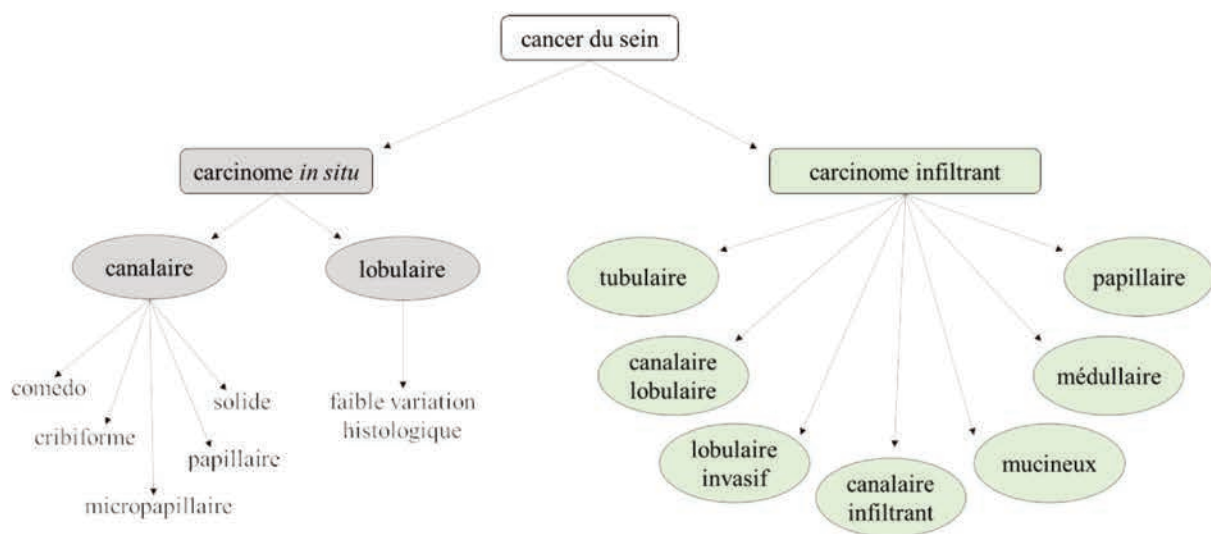 cancer du sein
carcinome in situ
carcinome infiltrant
canalaire
lobulaire
tubulaire
papillaire
canalaire
lobulaire
médullaire
comedo
solide
faible variation
histologique
cribiforme
papillaire
micropapillaire
lobulaire
invasif
mucineux
canalaire
infiltrant